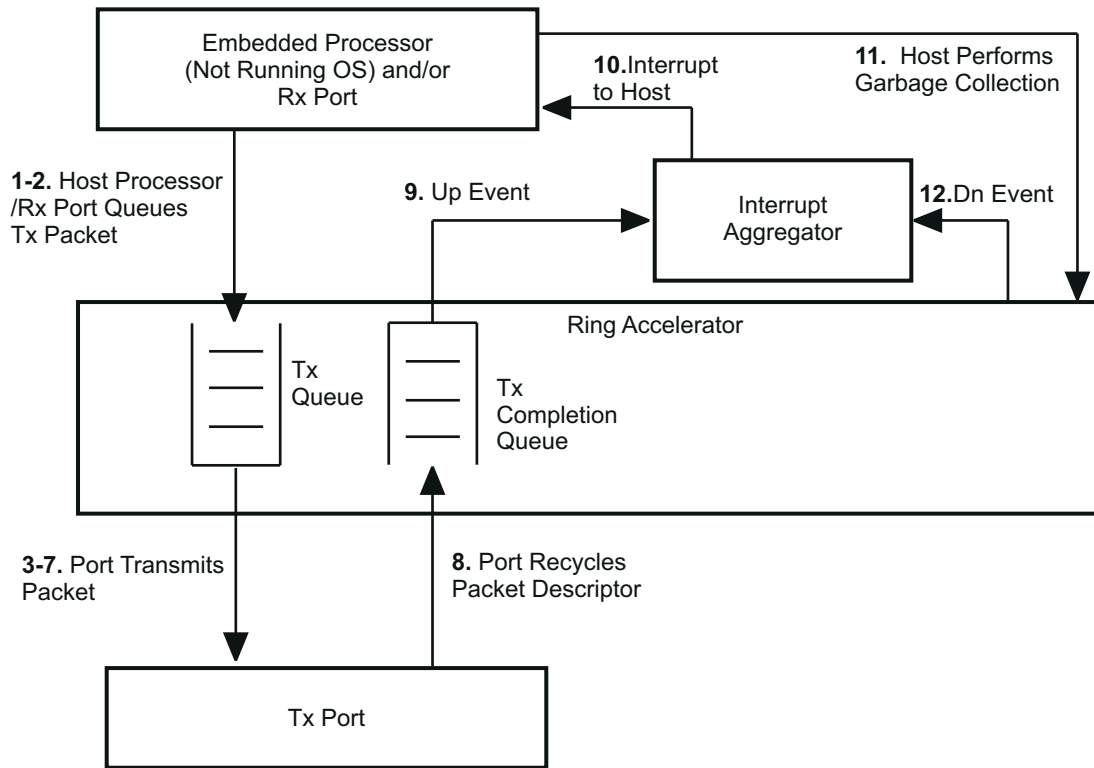 Embedded Processor
(Not Running OS) and/or
Rx Port
10.Interrupt
to Host
11. Host Performs
Garbage Collection
1-2. Host Processor
/Rx Port Queues
Tx Packet
9. Up Event
Interrupt
Aggregator
12.Dn Event
Ring Accelerator
Tx
Queue
Tx
Completion
Queue
3-7. Port Transmits
Packet
8. Port Recycles
Packet Descriptor
Tx Port